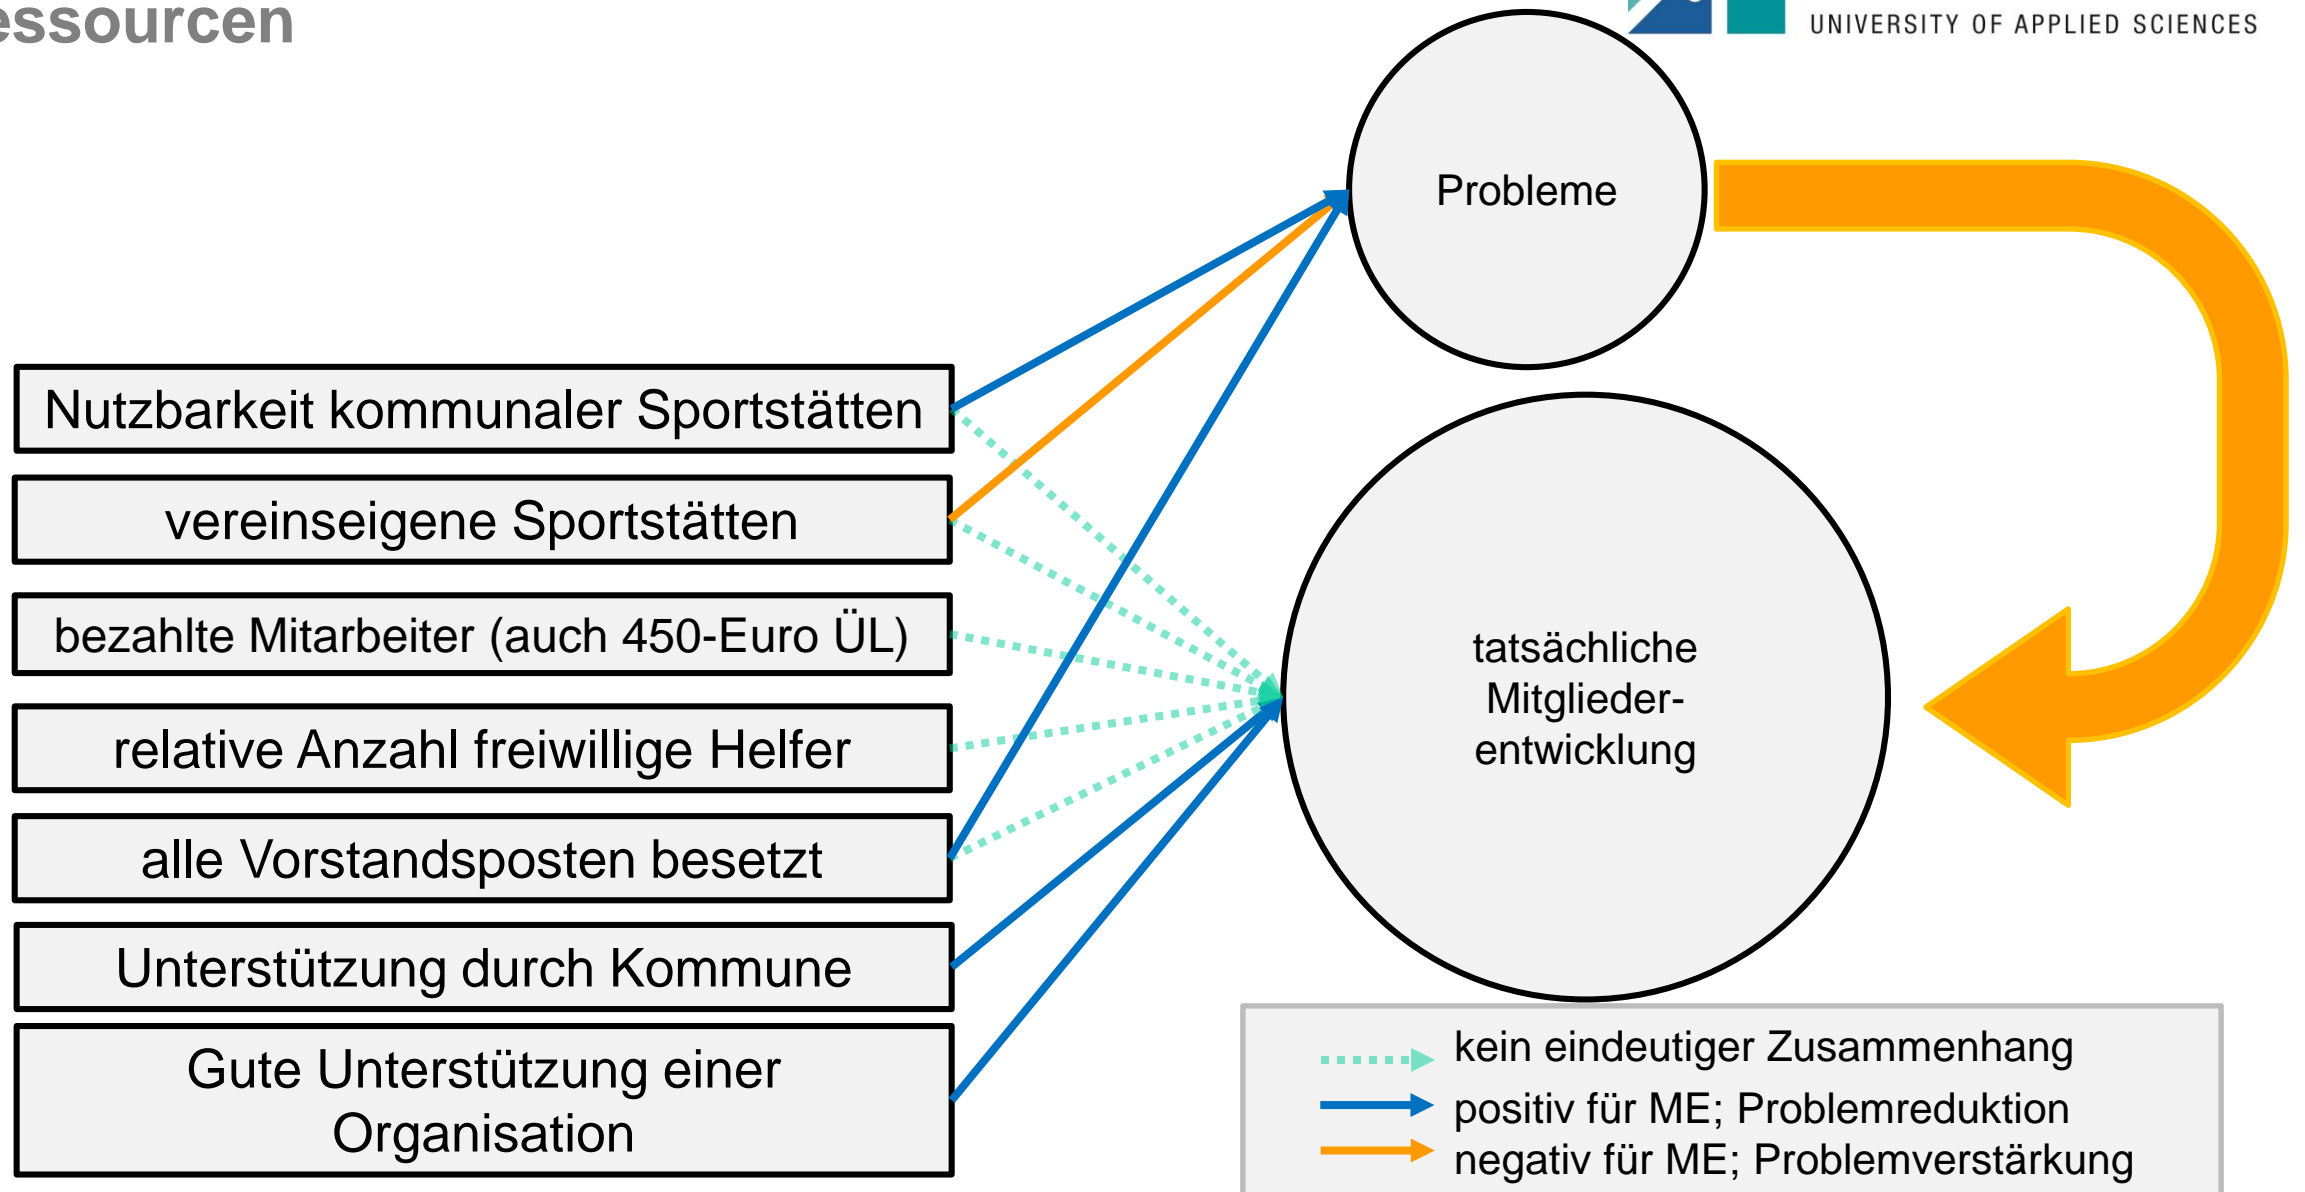 essourcen
UNIVERSITY OF APPLIED SCIENCES
Probleme
Nutzbarkeit kommunaler Sportstätten
vereinseigene Sportstätten
bezahlte Mitarbeiter (auch 450-Euro ÜL)
relative Anzahl freiwillige Helfer
alle Vorstandsposten besetzt
Unterstützung durch Kommune
Gute Unterstützung einer
Organisation
tatsächliche
Mitglieder-
entwicklung
kein eindeutiger Zusammenhang
positiv für ME; Problemreduktion
negativ für ME; Problemverstärkung